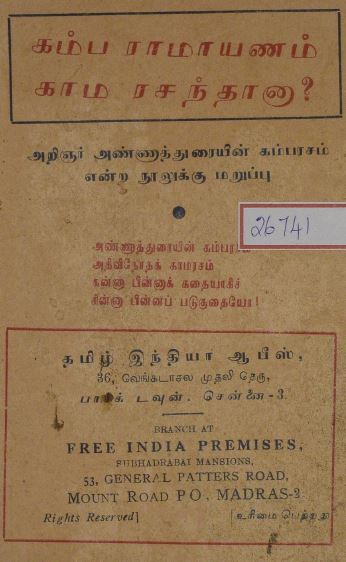 கம்ப ராமாயணம்
காம ரசந்தானா?
அறிஞர் அண்ணாத்துரையின் கம்பரசம்
என்ற நூலுக்கு மறுப்பு
26741
அண்ணாத்துரையின் கம்பரசம்
அதிவிநோதக் காமரசம்
கன்னா பின்னாக் கதையாகிச்
சின்னா பின்னப் படுகுதையோ!
தமிழ் இந்தியா ஆபீஸ்,
36, வேங்கடாசல முதலி தெரு,
பார்க் டவுன், சென்னை-3.
BRANCH AT
FREE INDIA PREMISES,
SUBHADRABAI MANSIONS,
53, GENERAL PATTERS ROAD,
MOUNT ROAD P.O., MADRAS-2.
Rights Reserved] [உரிமை பெற்றது